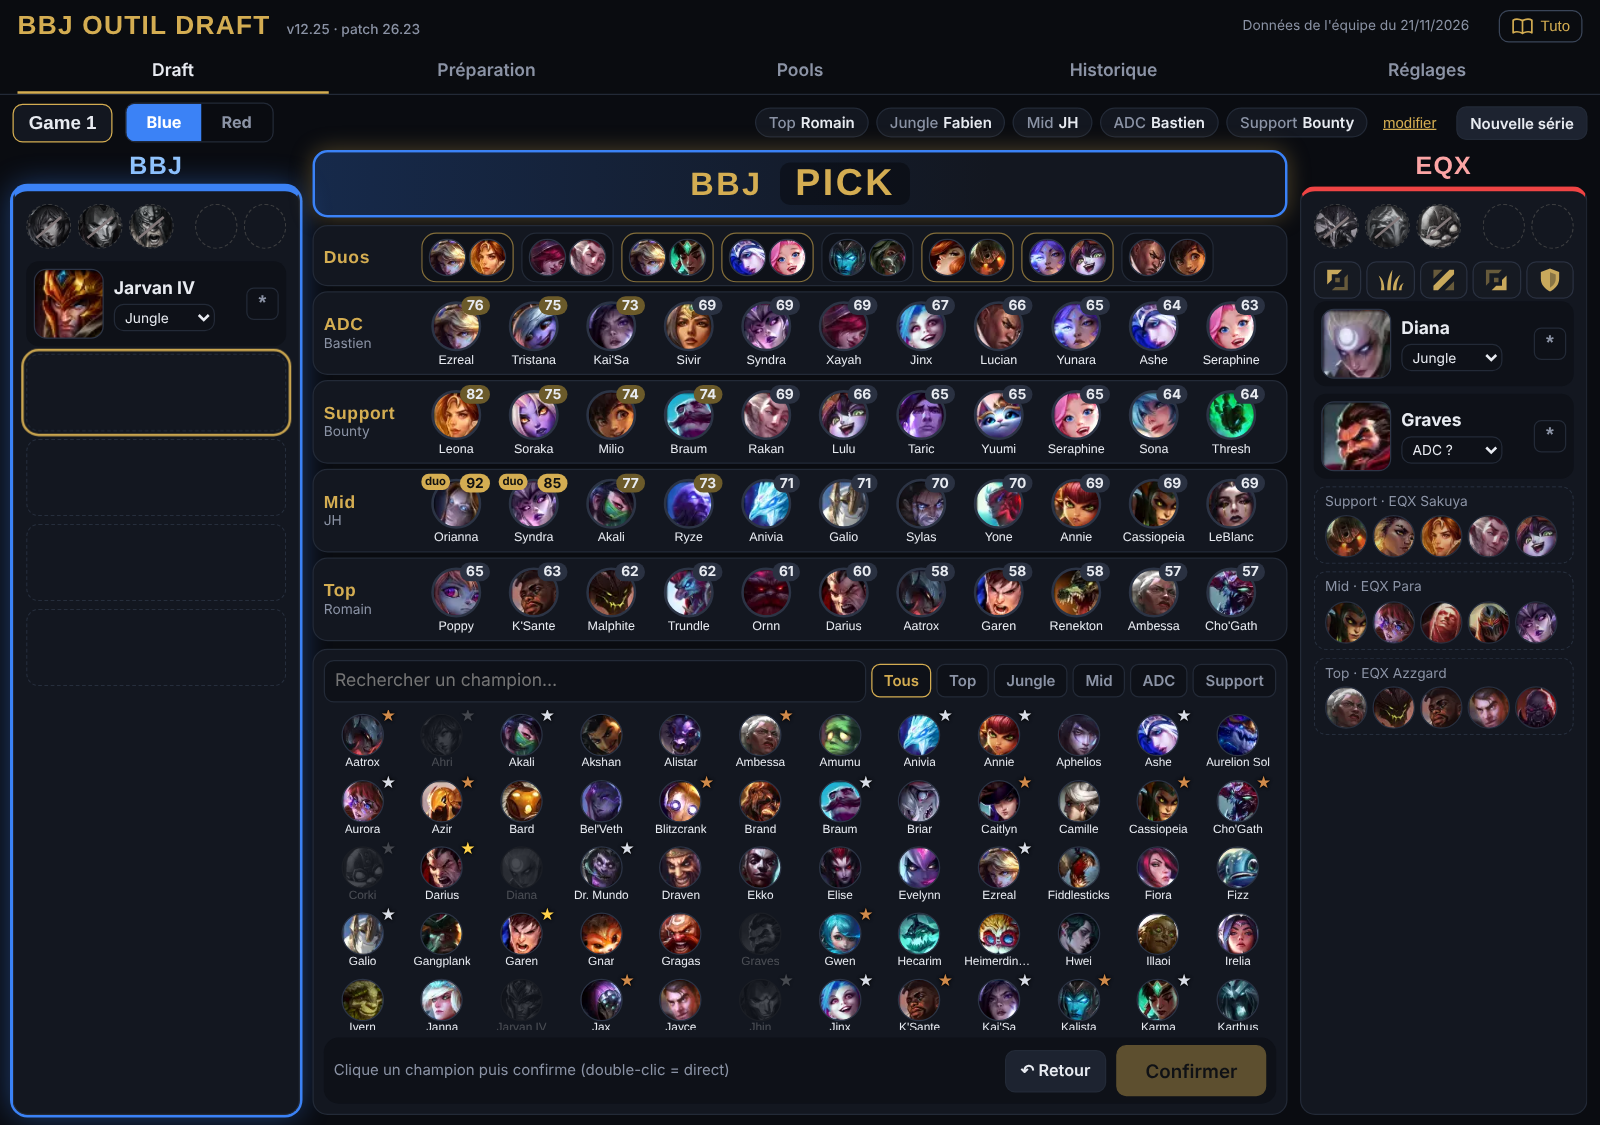 BBJ OUTIL DRAFT v12.25 · patch 26.23
Données de l'équipe du 21/11/2026 Tuto
Draft Préparation Pools Historique Réglages
Game 1 Blue Red Top Romain Jungle Fabien Mid JH ADC Bastien Support Bounty modifier Nouvelle série
BBJ
Jarvan IV
Jungle
*
BBJ PICK
Duos
ADC
Bastien
76 75 73 69 69 69 67 66 65 64 63
Ezreal Tristana Kai'Sa Sivir Syndra Xayah Jinx Lucian Yunara Ashe Seraphine
Support
Bounty
82 75 74 74 69 66 65 65 65 64 64
Leona Soraka Milio Braum Rakan Lulu Taric Yuumi Seraphine Sona Thresh
Mid
JH
duo 92 duo 85 77 73 71 71 70 70 69 69 69
Orianna Syndra Akali Ryze Anivia Galio Sylas Yone Annie Cassiopeia LeBlanc
Top
Romain
65 63 62 62 61 60 58 58 58 57 57
Poppy K'Sante Malphite Trundle Ornn Darius Aatrox Garen Renekton Ambessa Cho'Gath
Rechercher un champion... Tous Top Jungle Mid ADC Support
Aatrox Ahri Akali Akshan Alistar Ambessa Amumu Anivia Annie Aphelios Ashe Aurelion Sol
Aurora Azir Bard Bel'Veth Blitzcrank Brand Braum Briar Caitlyn Camille Cassiopeia Cho'Gath
Corki Darius Diana Dr. Mundo Draven Ekko Elise Evelynn Ezreal Fiddlesticks Fiora Fizz
Galio Gangplank Garen Gnar Gragas Graves Gwen Hecarim Heimerdin... Hwei Illaoi Irelia
Ivern Janna Jarvan IV Jax Jayce Jhin Jinx K'Sante Kai'Sa Kalista Karma Karthus
Clique un champion puis confirme (double-clic = direct) ↶ Retour Confirmer
EQX
Diana
Jungle
*
Graves
ADC ?
*
Support · EQX Sakuya
Mid · EQX Para
Top · EQX Azzgard